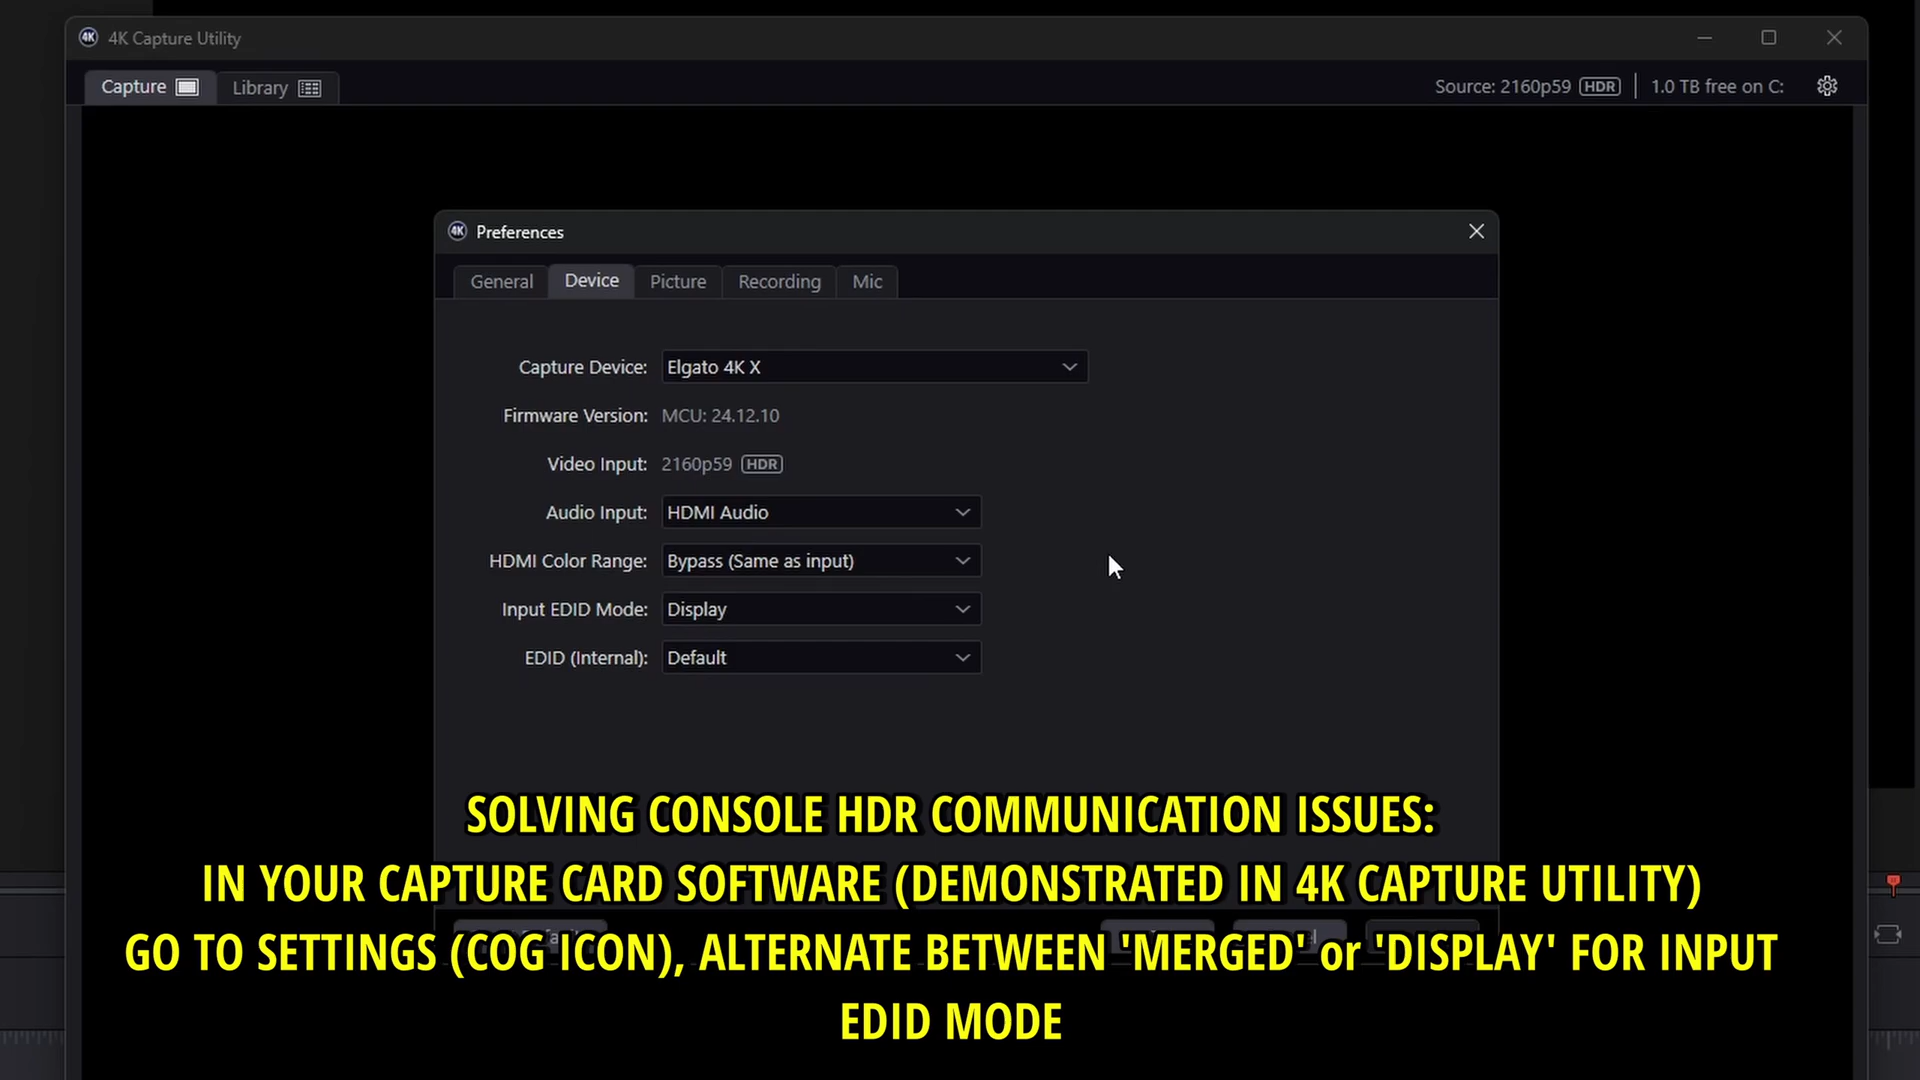 4K Capture Utility
Capture
Library
Source: 2160p59 HDR
1.0 TB free on C:
4K Preferences
General
Device
Picture
Recording
Mic
Capture Device: Elgato 4K X
Firmware Version: MCU: 24.12.10
Video Input: 2160p59 HDR
Audio Input: HDMI Audio
HDMI Color Range: Bypass (Same as input)
Input EDID Mode: Display
EDID (Internal): Default
SOLVING CONSOLE HDR COMMUNICATION ISSUES:
IN YOUR CAPTURE CARD SOFTWARE (DEMONSTRATED IN 4K CAPTURE UTILITY)
GO TO SETTINGS (COG ICON), ALTERNATE BETWEEN 'MERGED' or 'DISPLAY' FOR INPUT
EDID MODE